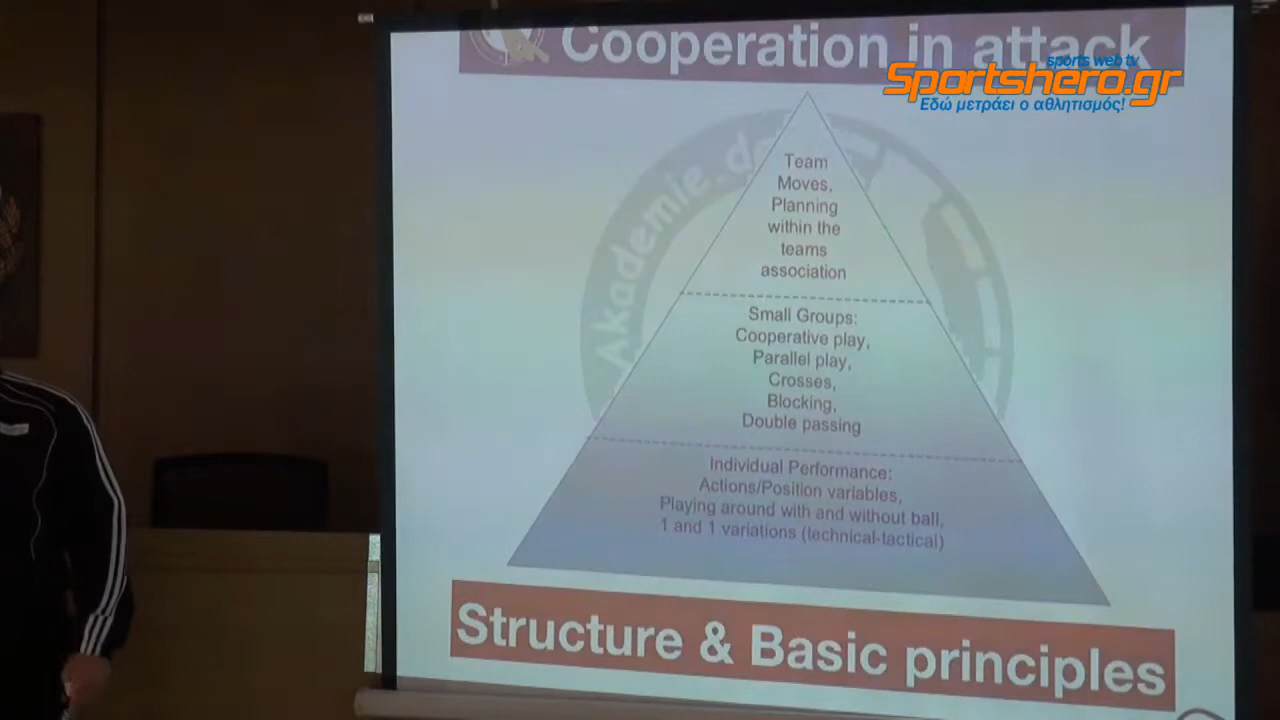 Cooperation in attack
sports web tv
Sportshero.gr
Εδώ μετράει ο αθλητισμός!
Akademie.d
Team
Moves,
Planning
within the
teams
association
Small Groups:
Cooperative play,
Parallel play,
Crosses,
Blocking,
Double passing
Individual Performance:
Actions/Position variables,
Playing around with and without ball,
1 and 1 variations (technical-tactical)
Structure & Basic principles